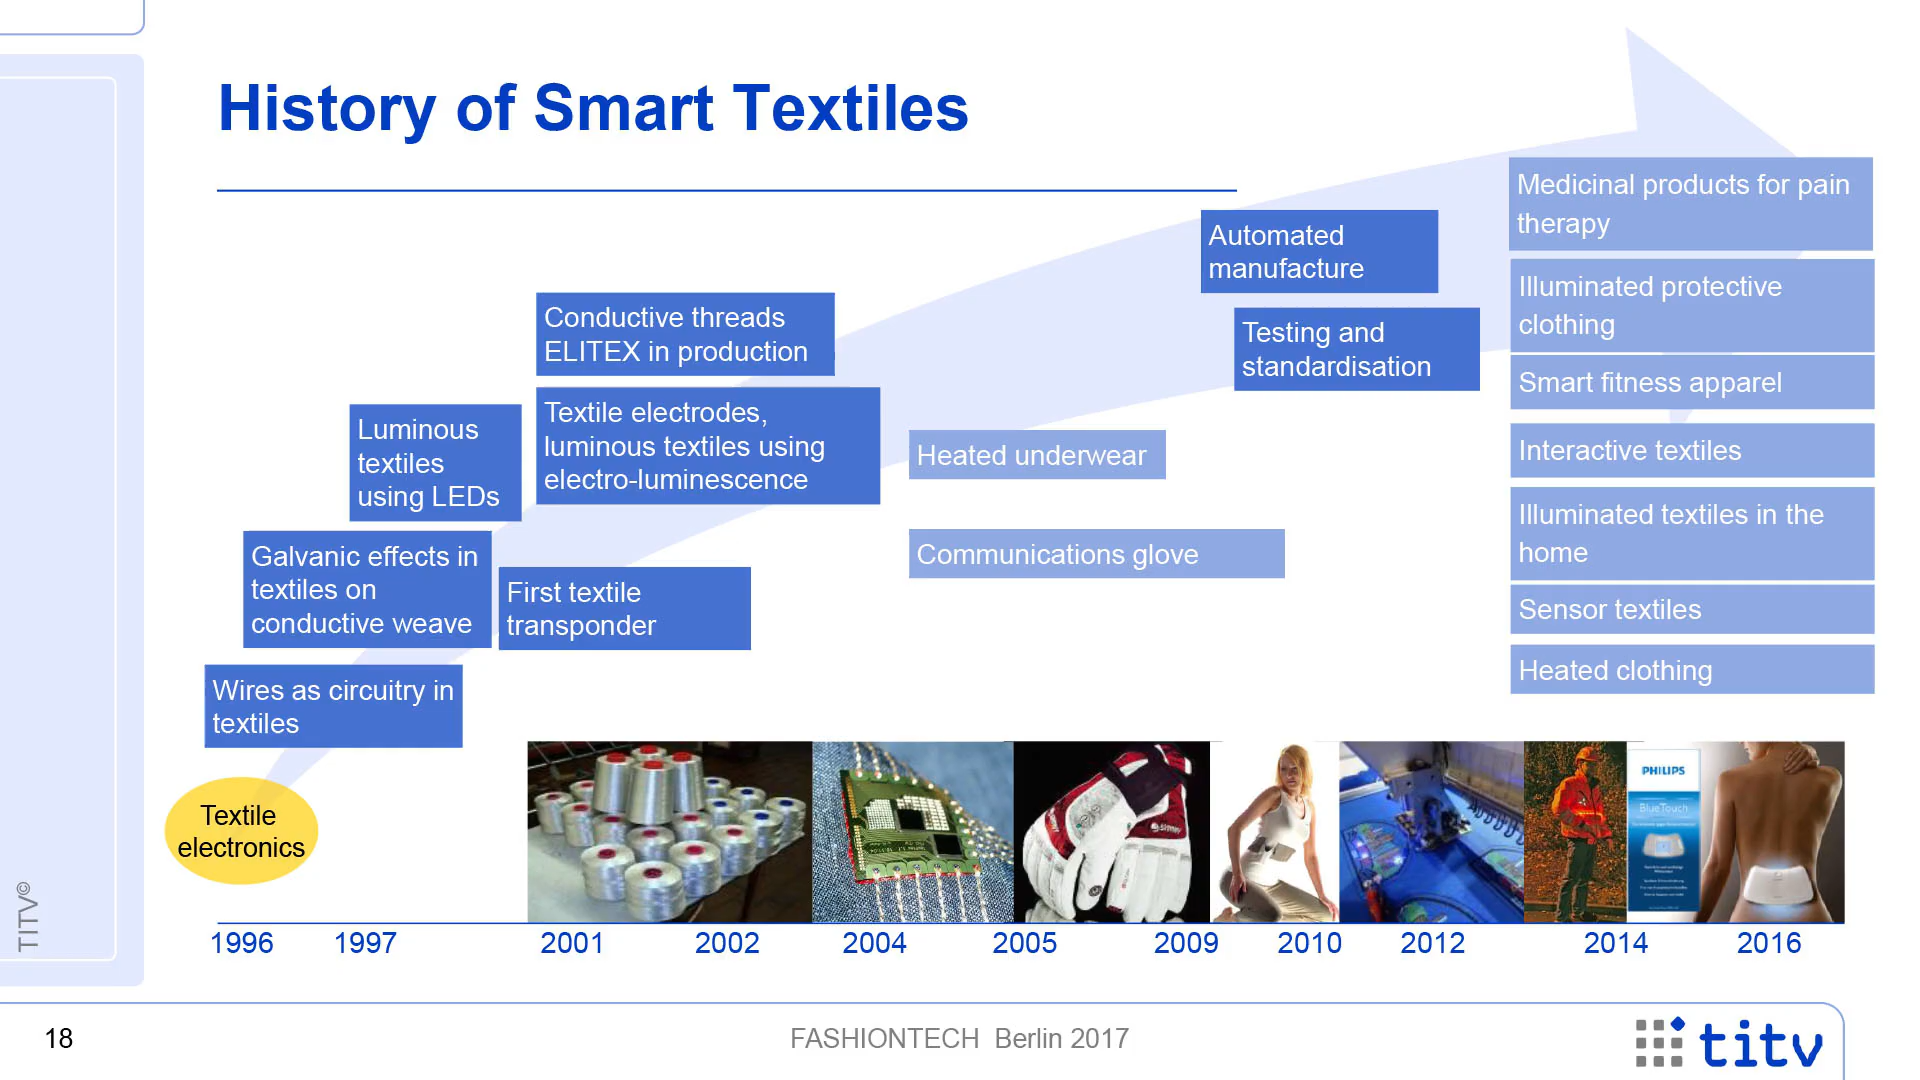 History of Smart Textiles
Medicinal products for pain
therapy
Automated
manufacture
Illuminated protective
clothing
Conductive threads
ELITEX in production
Testing and
standardisation
Smart fitness apparel
Textile electrodes,
luminous textiles using
electro-luminescence
Luminous
textiles
using LEDs
Heated underwear
Interactive textiles
Illuminated textiles in the
home
Galvanic effects in
textiles on
conductive weave
Communications glove
First textile
transponder
Sensor textiles
Heated clothing
Wires as circuitry in
textiles
Textile
electronics
PHILIPS
BlueTouch
TITV©
1996 1997 2001 2002 2004 2005 2009 2010 2012 2014 2016
18
FASHIONTECH Berlin 2017
titv